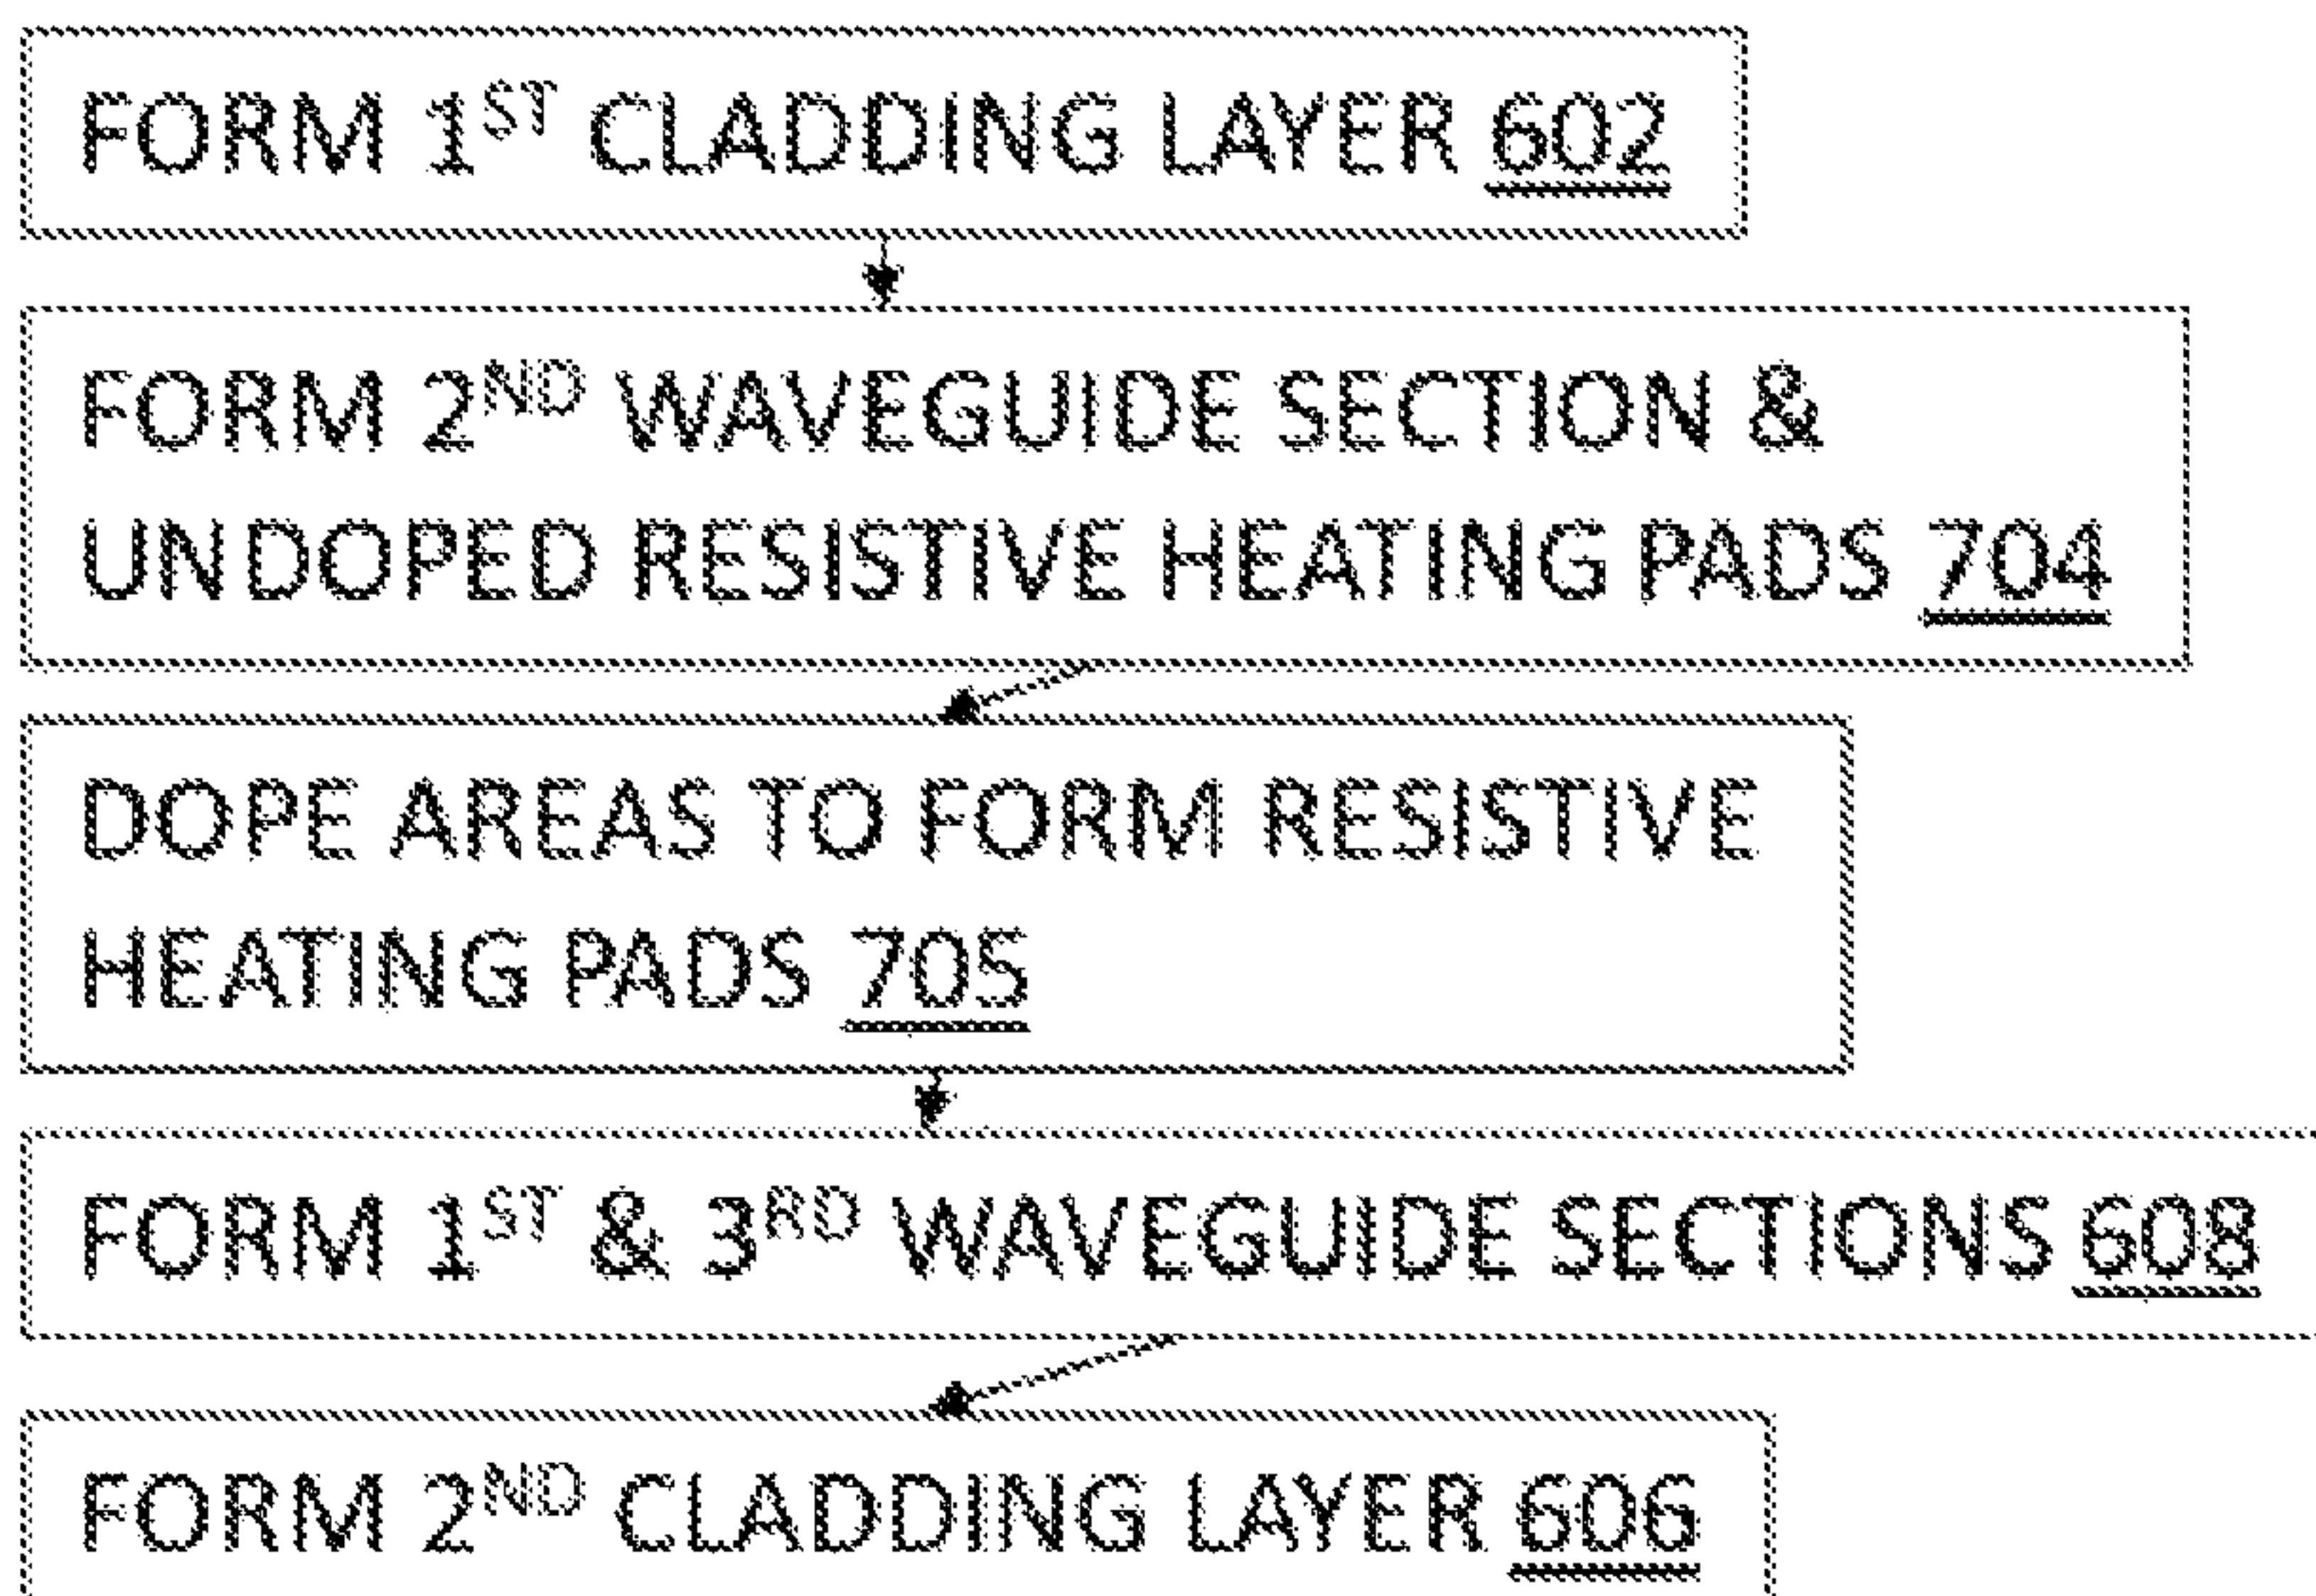 FORM 1ST CLADDING LAYER 602
FORM 2ND WAVEGUIDE SECTION &
UNDOPED RESISTIVE HEATING PADS 704
DOPE AREAS TO FORM RESISTIVE
HEATING PADS 705
FORM 1ST & 3RD WAVEGUIDE SECTIONS 608
FORM 2ND CLADDING LAYER 606